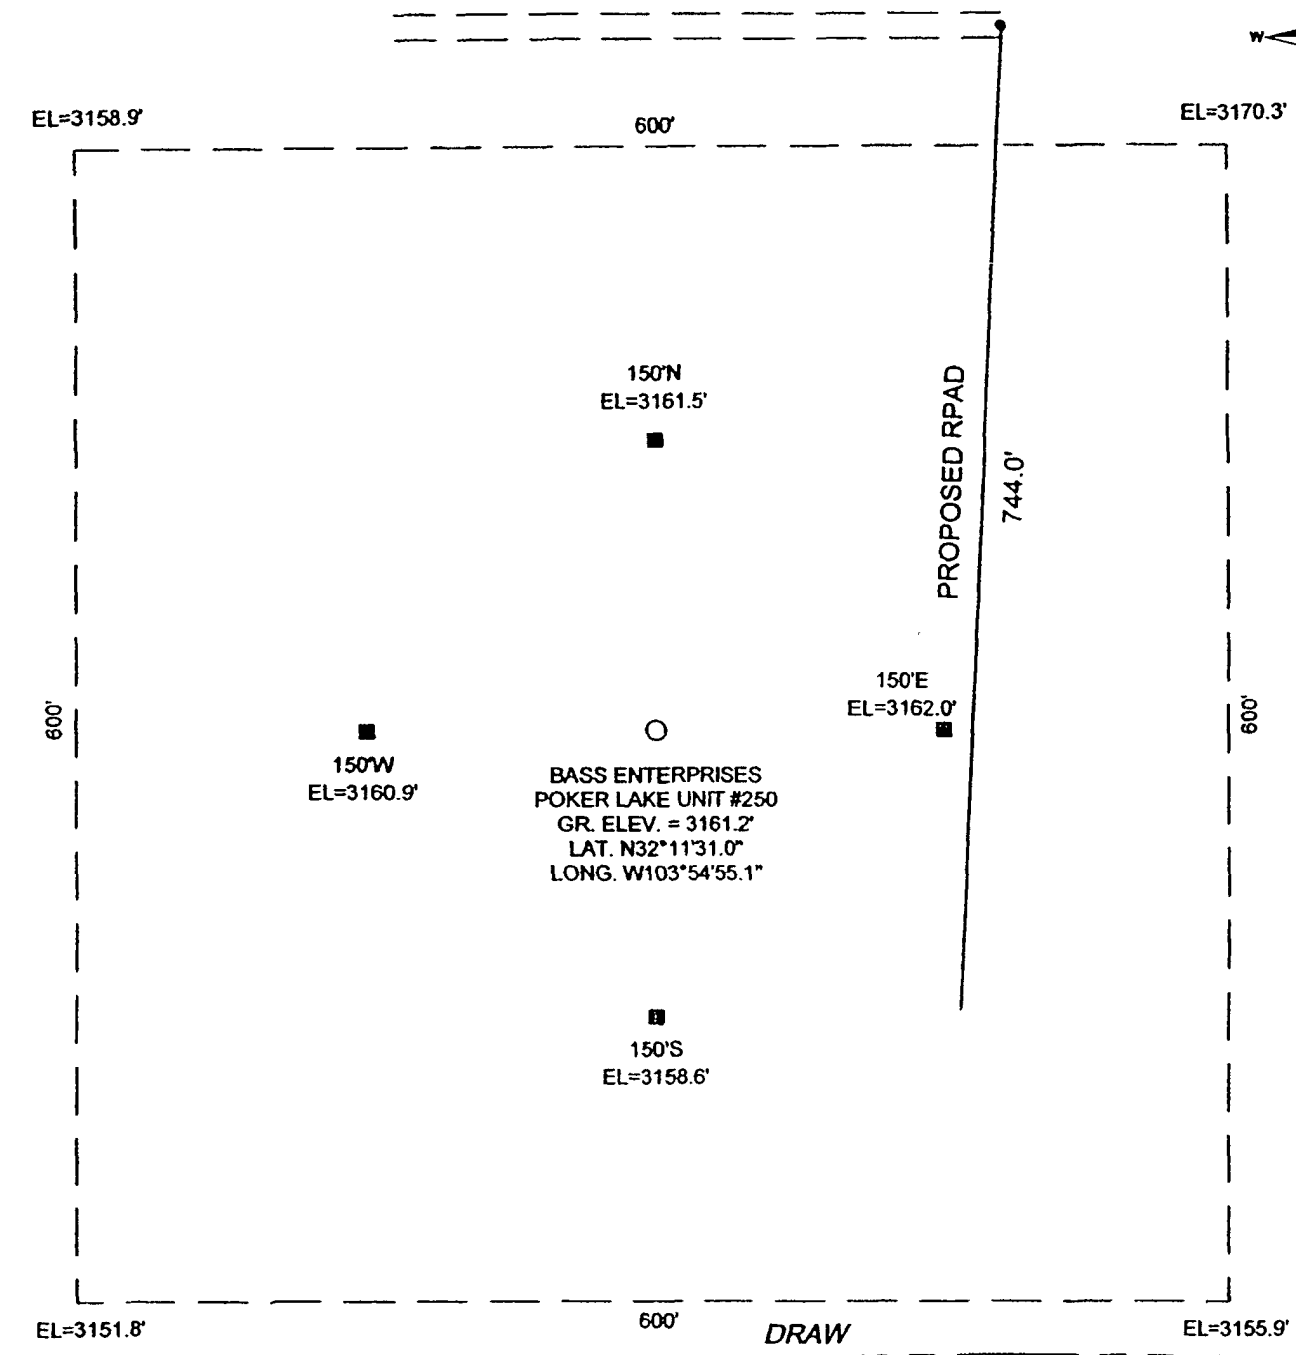 W
EL=3158.9'
600'
EL=3170.3'
150'N
EL=3161.5'
PROPOSED RPAD
744.0'
150'E
EL=3162.0'
600'
600'
150'W
EL=3160.9'
BASS ENTERPRISES
POKER LAKE UNIT #250
GR. ELEV. = 3161.2'
LAT. N32°11'31.0"
LONG. W103°54'55.1"
150'S
EL=3158.6'
EL=3151.8'
600'
DRAW
EL=3155.9'